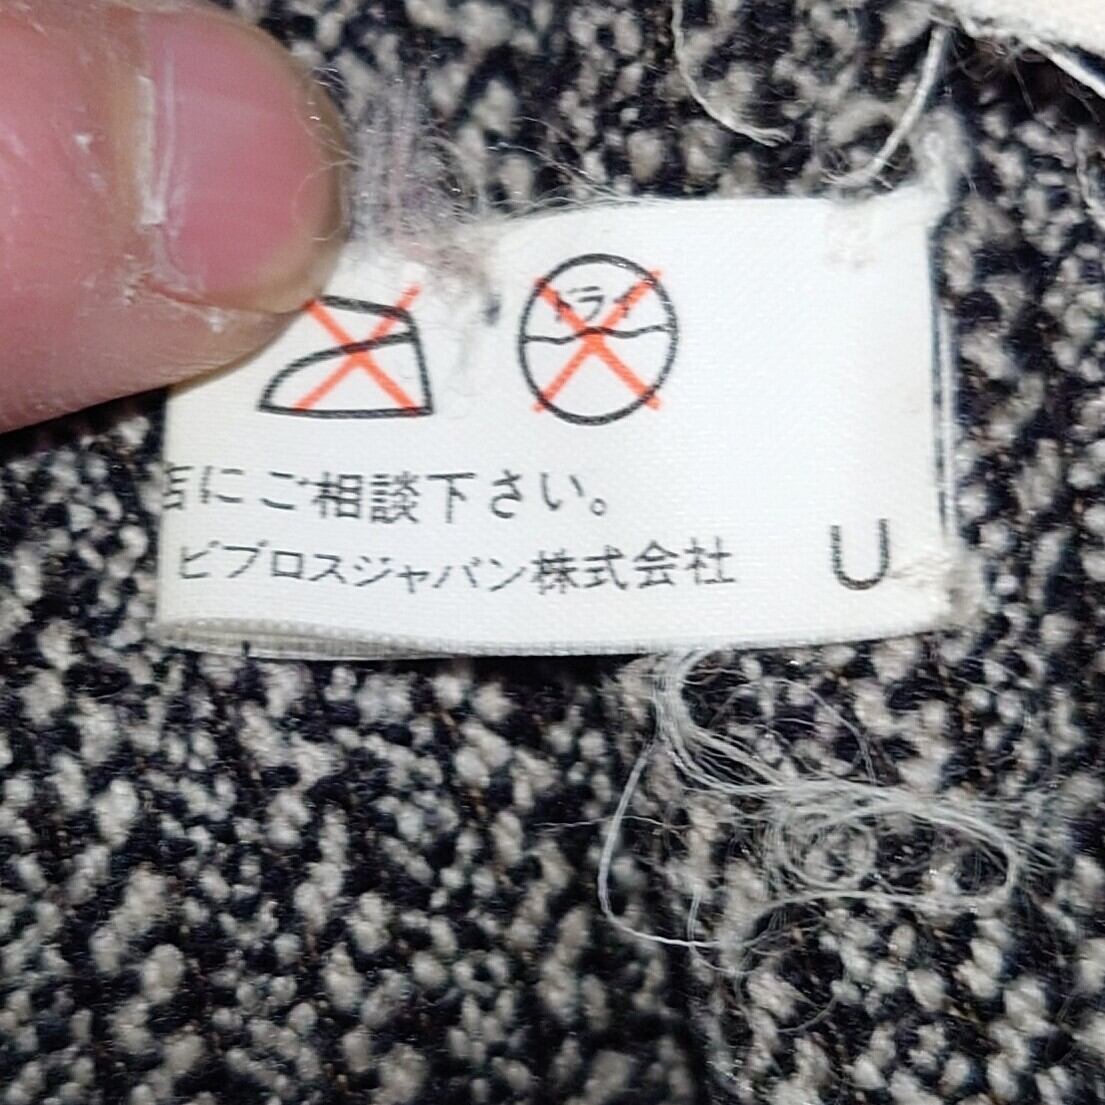 ドライ
店にご相談下さい。
ビブロスジャパン株式会社
U